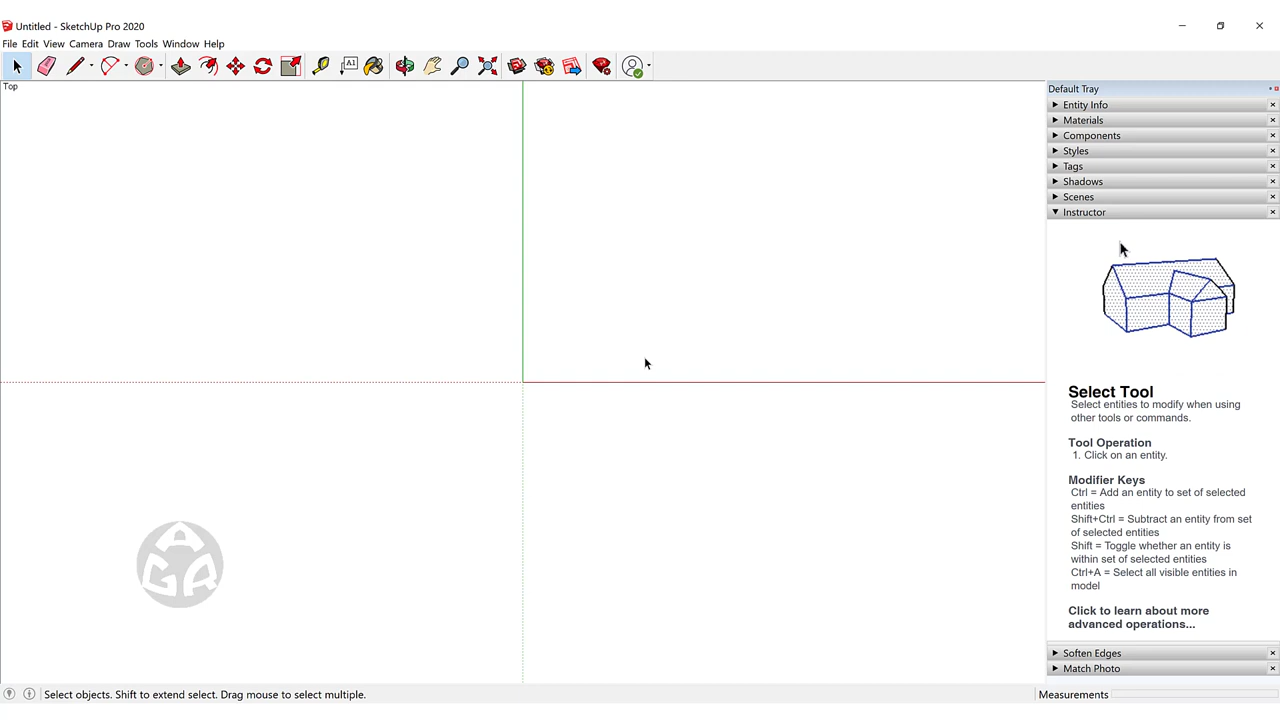 Untitled - SketchUp Pro 2020
File Edit View Camera Draw Tools Window Help
A1
Top
Default Tray
Entity Info
Materials
Components
Styles
Tags
Shadows
Scenes
Instructor
Select Tool
Select entities to modify when using
other tools or commands.
Tool Operation
1. Click on an entity.
Modifier Keys
Ctrl = Add an entity to set of selected
entities
Shift+Ctrl = Subtract an entity from set
of selected entities
Shift = Toggle whether an entity is
within set of selected entities
Ctrl+A = Select all visible entities in
model
Click to learn about more
advanced operations...
Soften Edges
Match Photo
AGR
Select objects. Shift to extend select. Drag mouse to select multiple.
Measurements